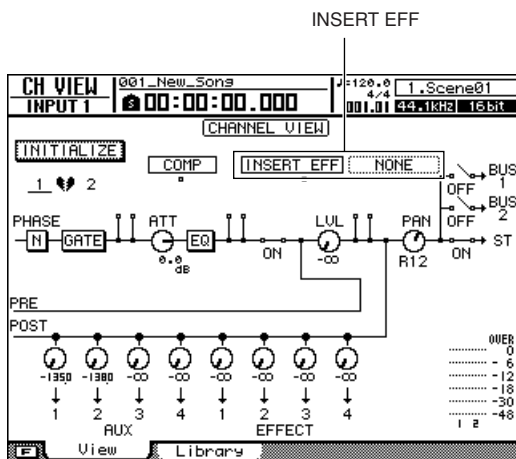 INSERT EFF
CH VIEW 001_New_Song ♩=120.0 4/4 1.Scene01
INPUT 1 S 00:00:00.000 001.01 44.1kHz 16bit
CHANNEL VIEW
INITIALIZE
COMP INSERT EFF NONE
1 2
OFF BUS 1
OFF BUS 2
PHASE ATT LVL PAN
N GATE EQ ON ON ST
0.0 dB -∞ R12
PRE
POST
OVER
0
-6
-12
-18
-30
-48
1 2
-1350 -1380 -∞ -∞ -∞ -∞ -∞ -∞
1 2 3 4 1 2 3 4
AUX EFFECT
F View Library